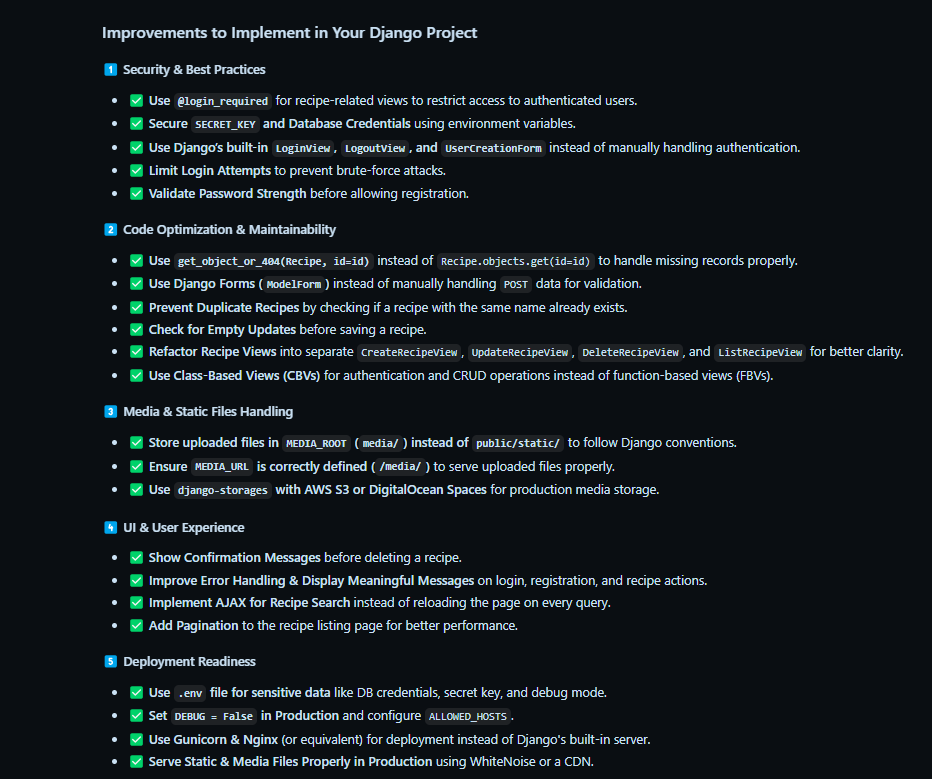 Improvements to Implement in Your Django Project
1 Security & Best Practices
Use @login_required for recipe-related views to restrict access to authenticated users.
Secure SECRET_KEY and Database Credentials using environment variables.
Use Django’s built-in LoginView, LogoutView, and UserCreationForm instead of manually handling authentication.
Limit Login Attempts to prevent brute-force attacks.
Validate Password Strength before allowing registration.
2 Code Optimization & Maintainability
Use get_object_or_404(Recipe, id=id) instead of Recipe.objects.get(id=id) to handle missing records properly.
Use Django Forms (ModelForm) instead of manually handling POST data for validation.
Prevent Duplicate Recipes by checking if a recipe with the same name already exists.
Check for Empty Updates before saving a recipe.
Refactor Recipe Views into separate CreateRecipeView, UpdateRecipeView, DeleteRecipeView, and ListRecipeView for better clarity.
Use Class-Based Views (CBVs) for authentication and CRUD operations instead of function-based views (FBVs).
3 Media & Static Files Handling
Store uploaded files in MEDIA_ROOT (media/) instead of public/static/ to follow Django conventions.
Ensure MEDIA_URL is correctly defined (/media/) to serve uploaded files properly.
Use django-storages with AWS S3 or DigitalOcean Spaces for production media storage.
4 UI & User Experience
Show Confirmation Messages before deleting a recipe.
Improve Error Handling & Display Meaningful Messages on login, registration, and recipe actions.
Implement AJAX for Recipe Search instead of reloading the page on every query.
Add Pagination to the recipe listing page for better performance.
5 Deployment Readiness
Use .env file for sensitive data like DB credentials, secret key, and debug mode.
Set DEBUG = False in Production and configure ALLOWED_HOSTS.
Use Gunicorn & Nginx (or equivalent) for deployment instead of Django's built-in server.
Serve Static & Media Files Properly in Production using WhiteNoise or a CDN.